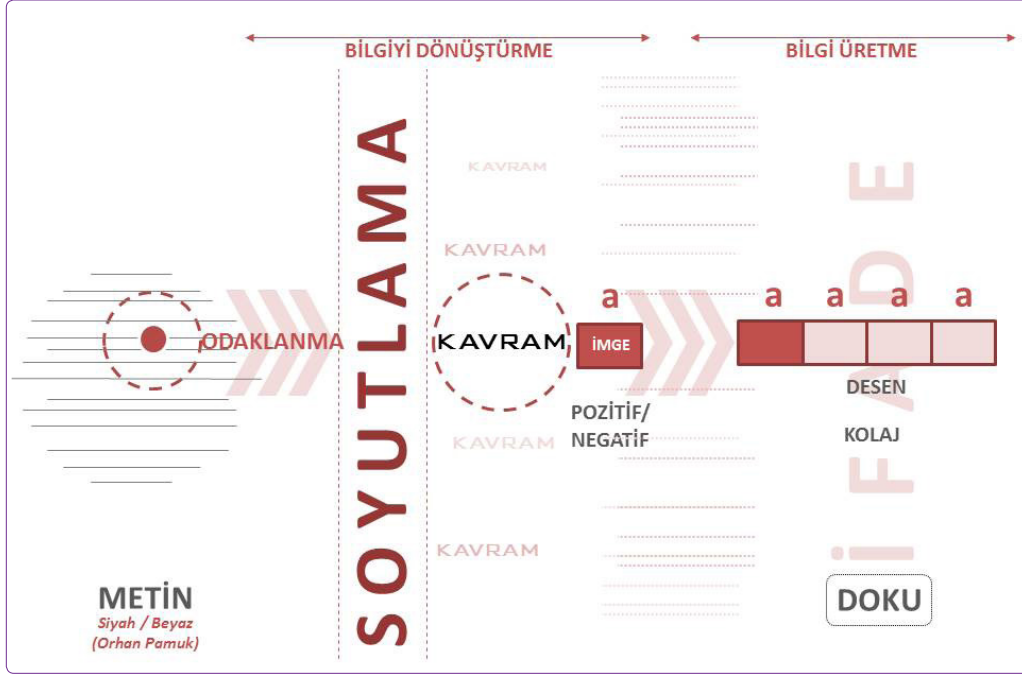 BİLGİYİ DÖNÜŞTÜRME
BİLGİ ÜRETME
SOYUTLAMA
İFADE
KAVRAM
KAVRAM
a
a
a
a
a
ODAKLANMA
KAVRAM
İMGE
DESEN
POZİTİF/
NEGATİF
KOLAJ
KAVRAM
KAVRAM
METİN
Siyah / Beyaz
(Orhan Pamuk)
DOKU